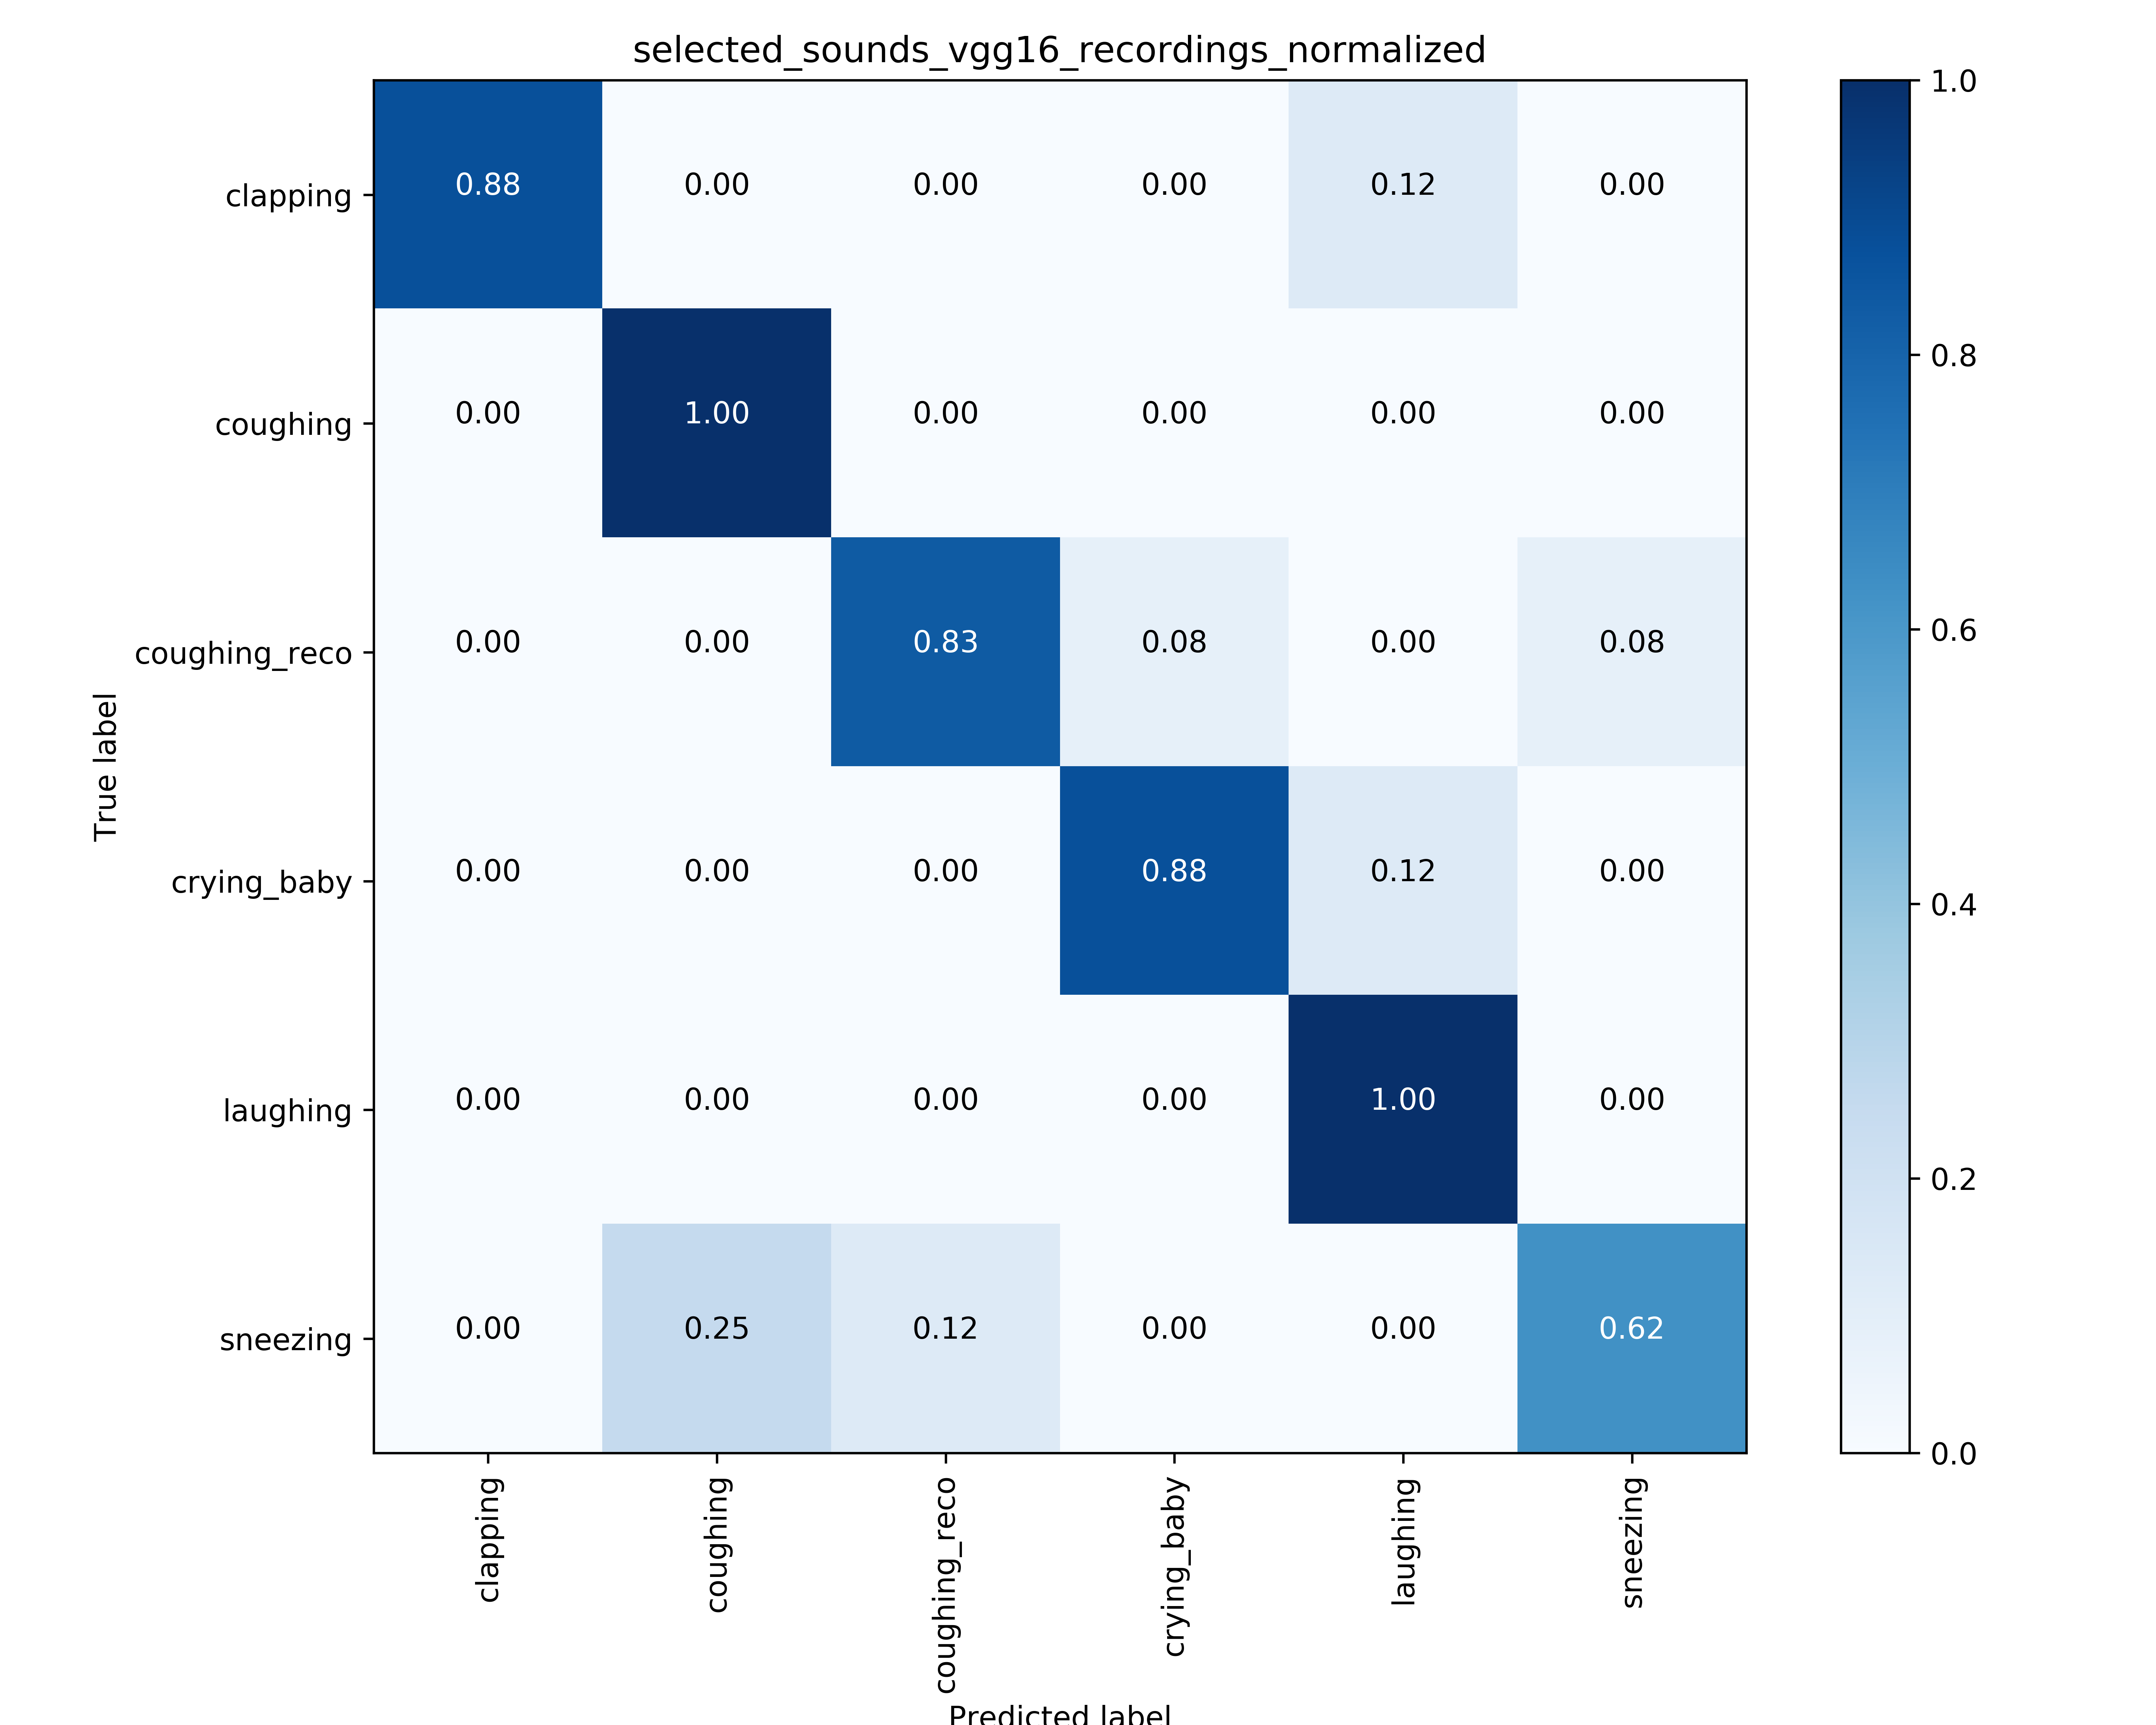 selected_sounds_vgg16_recordings_normalized
clapping 0.88 0.00 0.00 0.00 0.12 0.00
coughing 0.00 1.00 0.00 0.00 0.00 0.00
coughing_reco 0.00 0.00 0.83 0.08 0.00 0.08
crying_baby 0.00 0.00 0.00 0.88 0.12 0.00
laughing 0.00 0.00 0.00 0.00 1.00 0.00
sneezing 0.00 0.25 0.12 0.00 0.00 0.62
True label
clapping coughing coughing_reco crying_baby laughing sneezing
Predicted label
1.0
0.8
0.6
0.4
0.2
0.0